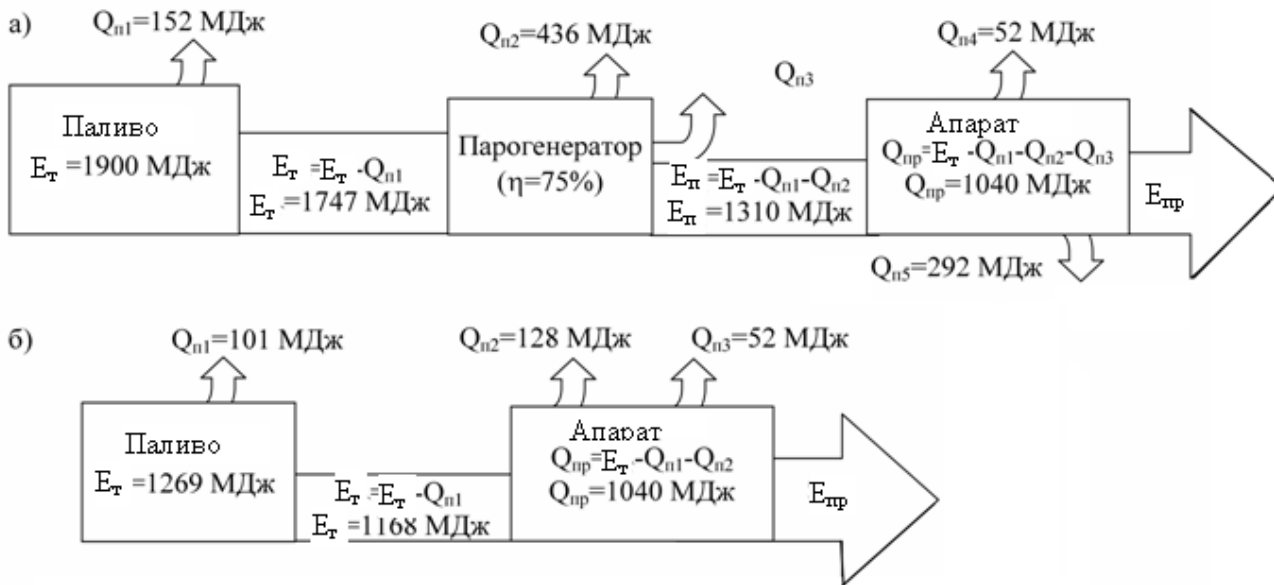 а)
Qп1=152 МДж
Qп2=436 МДж
Qп3
Qп4=52 МДж
Паливо
Eт =1900 МДж
Eт =Eт -Qп1
Eт =1747 МДж
Парогенератор
(η=75%)
Eп =Eт -Qп1-Qп2
Eп =1310 МДж
Апарат
Qпр=Eт -Qп1-Qп2-Qп3
Qпр=1040 МДж
Eпр
Qп5=292 МДж
б)
Qп1=101 МДж
Qп2=128 МДж
Qп3=52 МДж
Паливо
Eт =1269 МДж
Eт =Eт -Qп1
Eт =1168 МДж
Апарат
Qпр=Eт -Qп1-Qп2
Qпр=1040 МДж
Eпр